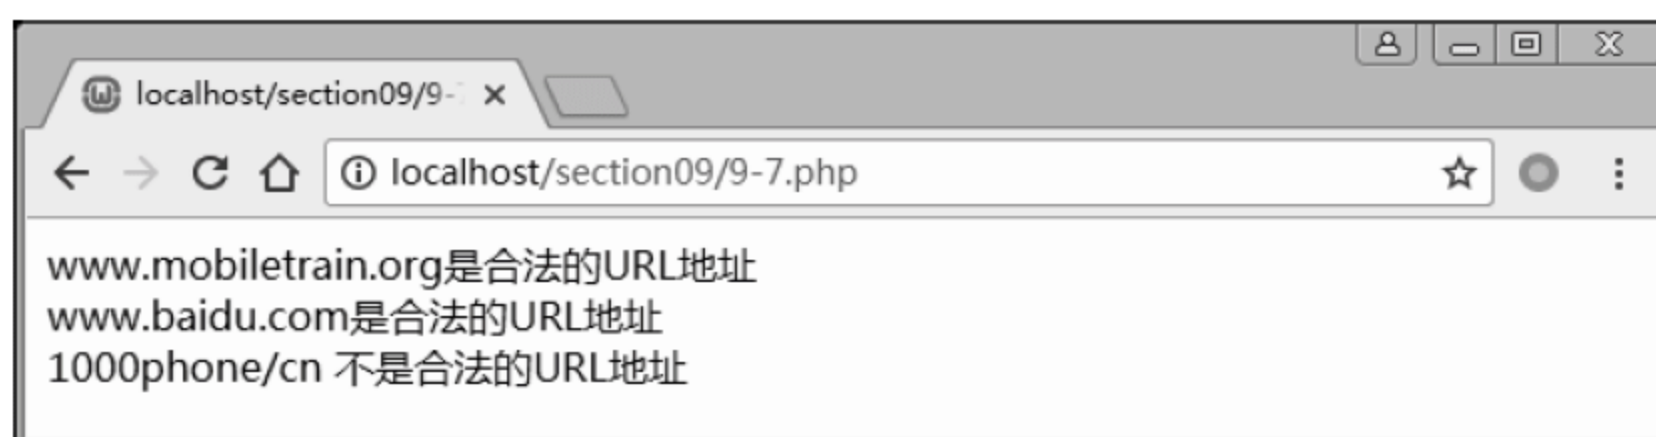 localhost/section09/9-
localhost/section09/9-7.php
www.mobiletrain.org是合法的URL地址
www.baidu.com是合法的URL地址
1000phone/cn 不是合法的URL地址